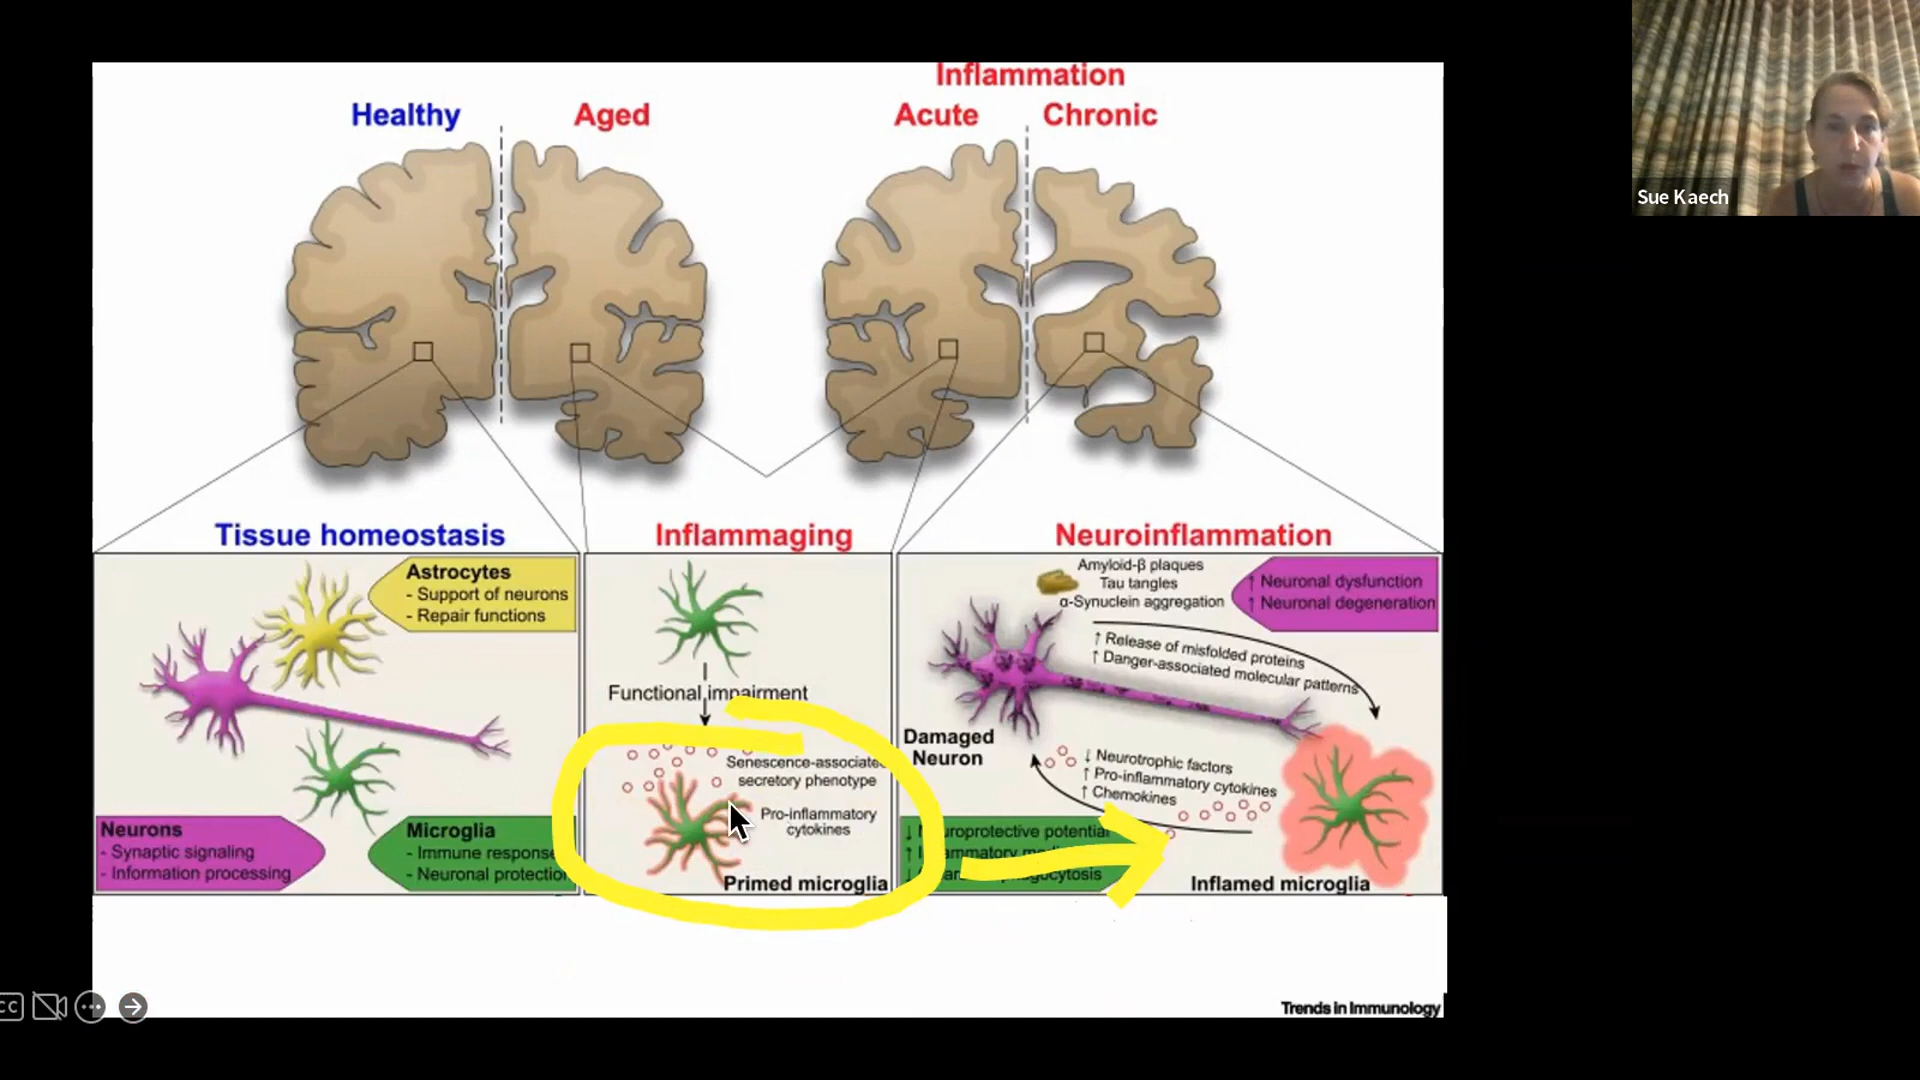 Inflammation
Healthy
Aged
Acute
Chronic
Sue Kaech
Tissue homeostasis
Inflammaging
Neuroinflammation
Astrocytes
- Support of neurons
- Repair functions
Neurons
- Synaptic signaling
- Information processing
Microglia
- Immune response
- Neuronal protection
Functional impairment
Senescence-associated
secretory phenotype
Pro-inflammatory
cytokines
Primed microglia
Amyloid-β plaques
Tau tangles
α-Synuclein aggregation
↑ Neuronal dysfunction
↑ Neuronal degeneration
↑ Release of misfolded proteins
↑ Danger-associated molecular patterns
Damaged
Neuron
↓ Neurotrophic factors
↑ Pro-inflammatory cytokines
↑ Chemokines
potential
Inflamed microglia
CC
Trends in Immunology